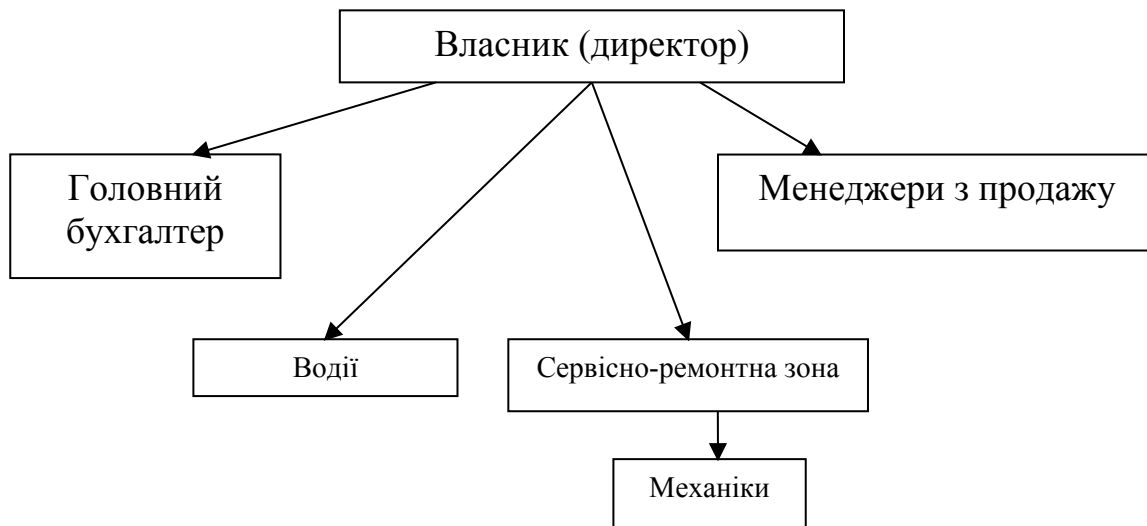 Власник (директор)
Головний
бухгалтер
Менеджери з продажу
Водії
Сервісно-ремонтна зона
Механіки